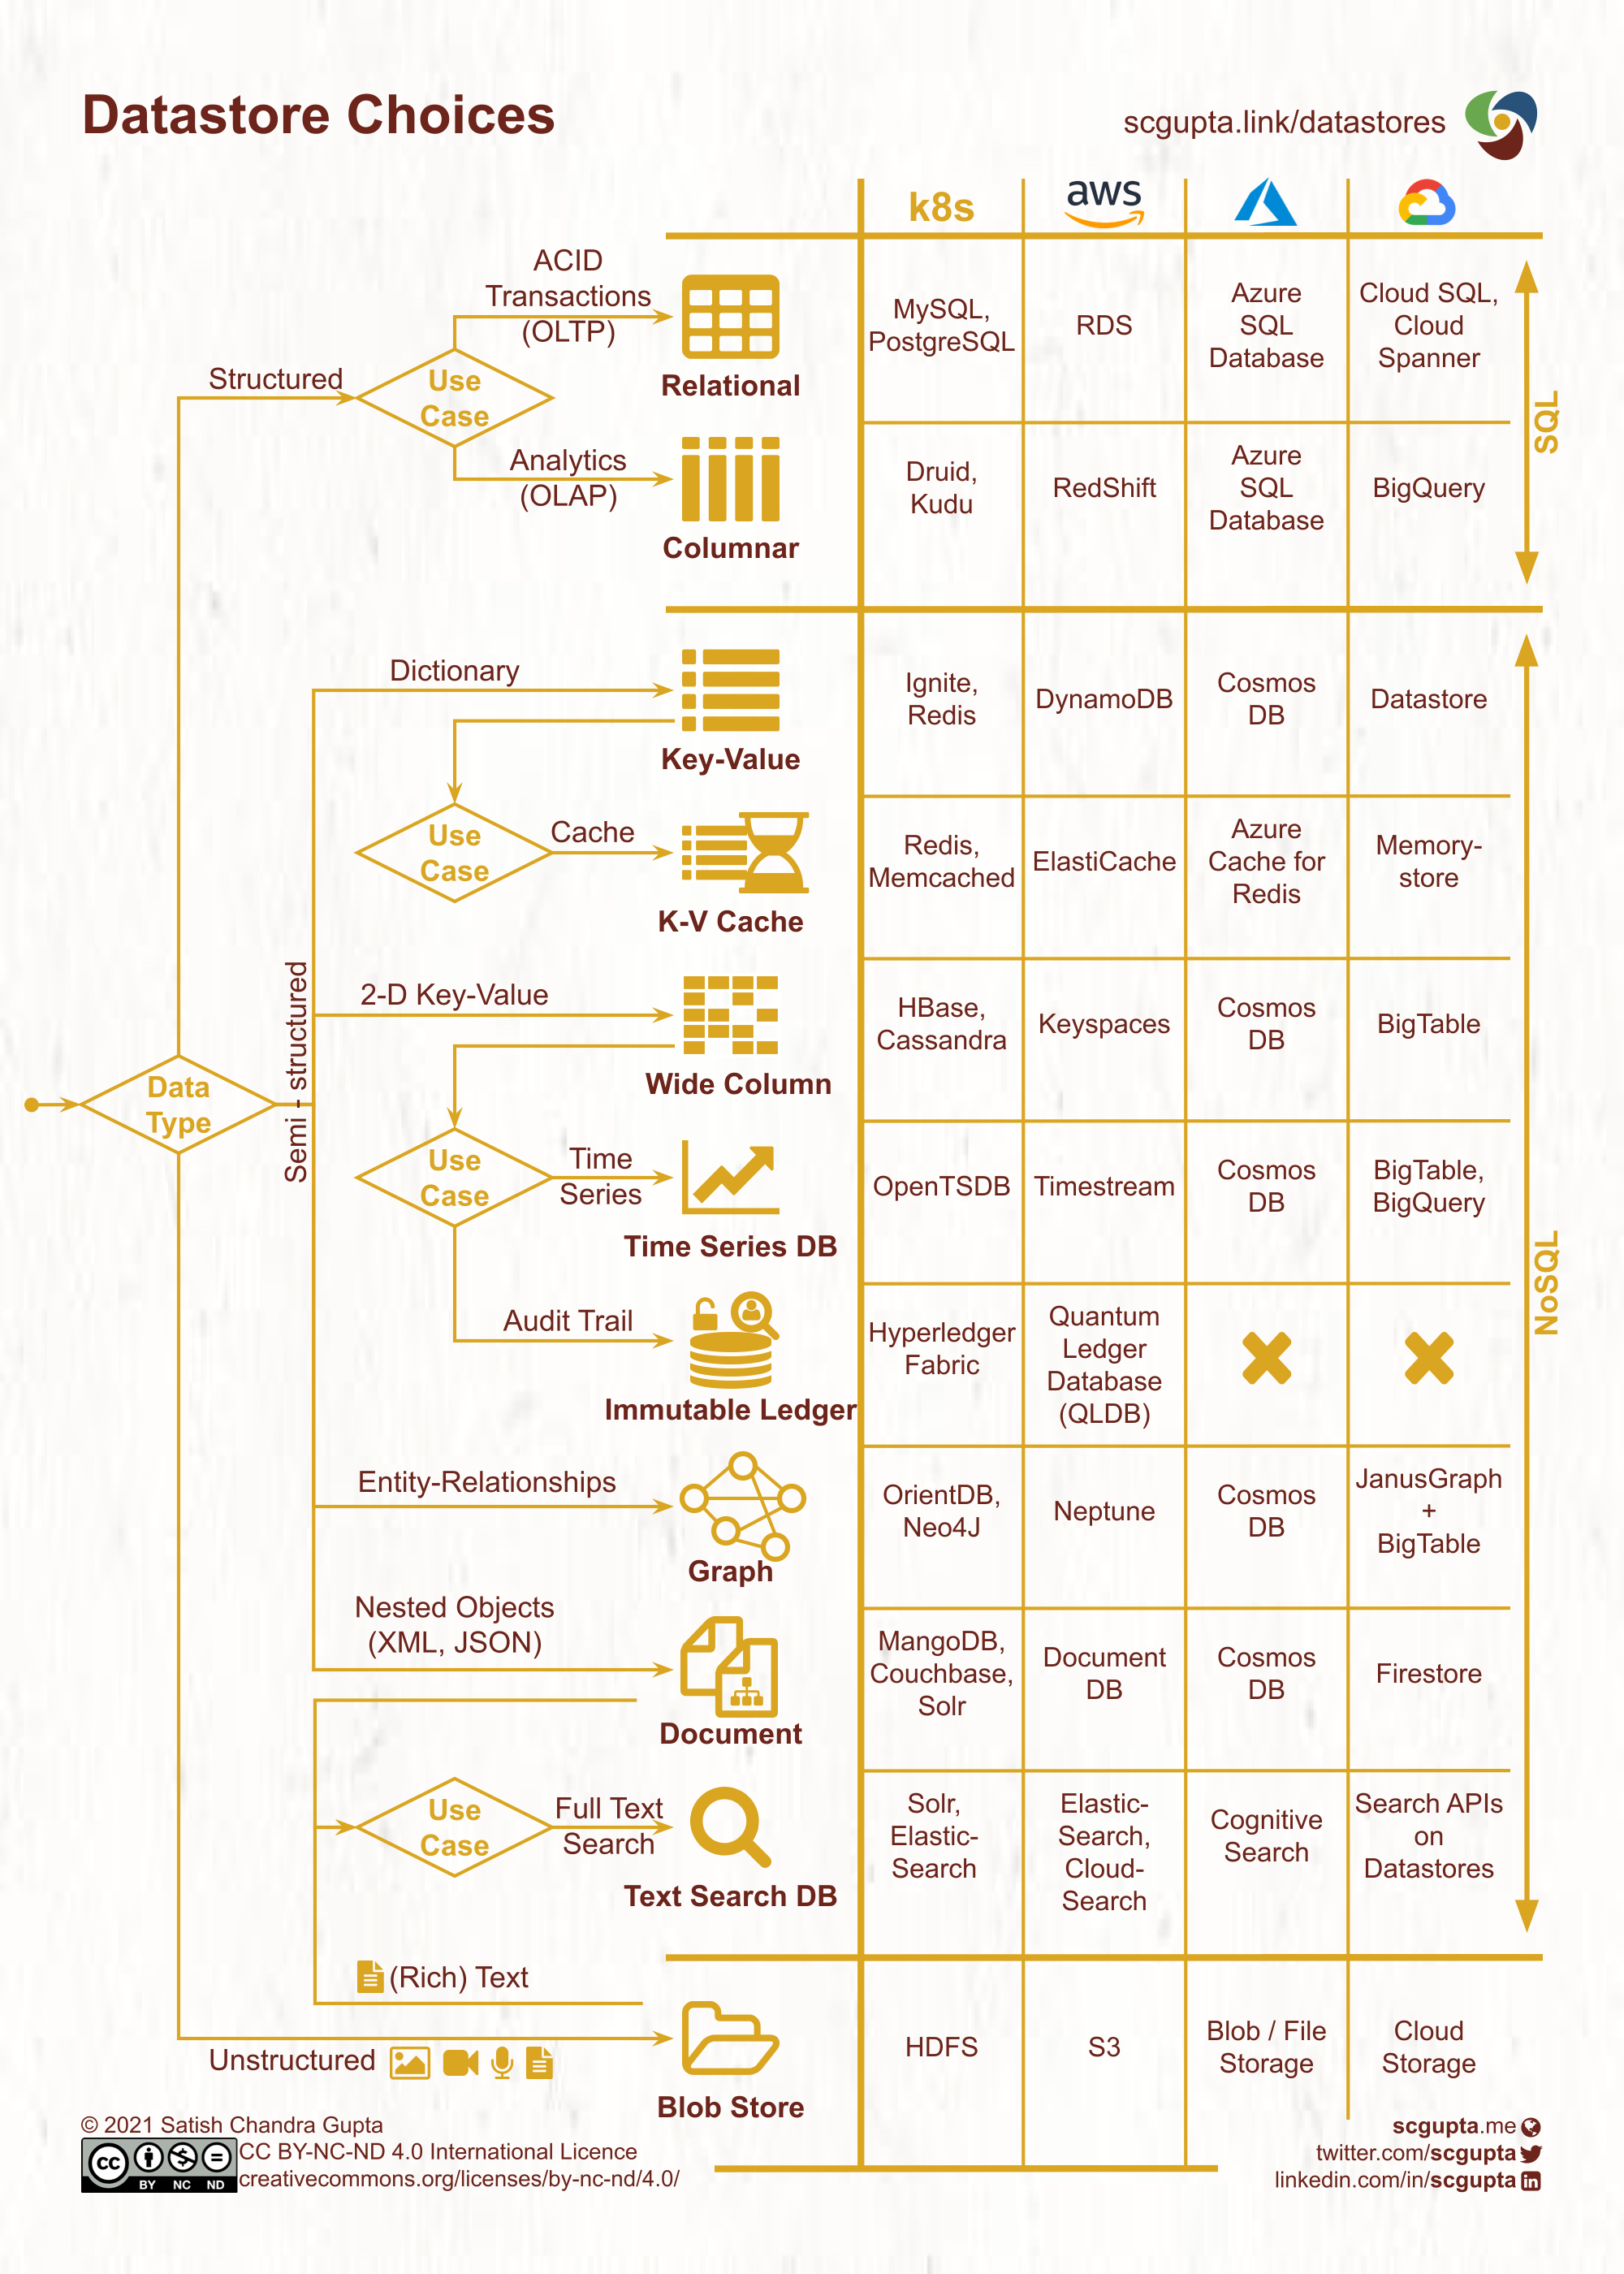 Datastore Choices
scgupta.link/datastores
k8s
aws
ACID
Transactions
(OLTP)
Structured
Use
Case
Analytics
(OLAP)
Relational
MySQL,
PostgreSQL
RDS
Azure
SQL
Database
Cloud SQL,
Cloud
Spanner
Columnar
Druid,
Kudu
RedShift
Azure
SQL
Database
BigQuery
SQL
Dictionary
Key-Value
Ignite,
Redis
DynamoDB
Cosmos
DB
Datastore
Use
Case
Cache
K-V Cache
Redis,
Memcached
ElastiCache
Azure
Cache for
Redis
Memory-
store
Semi - structured
2-D Key-Value
Wide Column
HBase,
Cassandra
Keyspaces
Cosmos
DB
BigTable
Data
Type
Use
Case
Time
Series
Time Series DB
OpenTSDB
Timestream
Cosmos
DB
BigTable,
BigQuery
NoSQL
Audit Trail
Immutable Ledger
Hyperledger
Fabric
Quantum
Ledger
Database
(QLDB)
Entity-Relationships
Graph
OrientDB,
Neo4J
Neptune
Cosmos
DB
JanusGraph
+
BigTable
Nested Objects
(XML, JSON)
Document
MangoDB,
Couchbase,
Solr
Document
DB
Cosmos
DB
Firestore
Use
Case
Full Text
Search
Text Search DB
Solr,
Elastic-
Search
Elastic-
Search,
Cloud-
Search
Cognitive
Search
Search APIs
on
Datastores
(Rich) Text
Unstructured
Blob Store
HDFS
S3
Blob / File
Storage
Cloud
Storage
© 2021 Satish Chandra Gupta
CC BY-NC-ND 4.0 International Licence
creativecommons.org/licenses/by-nc-nd/4.0/
cc
BY NC ND
scgupta.me
twitter.com/scgupta
linkedin.com/in/scgupta
in